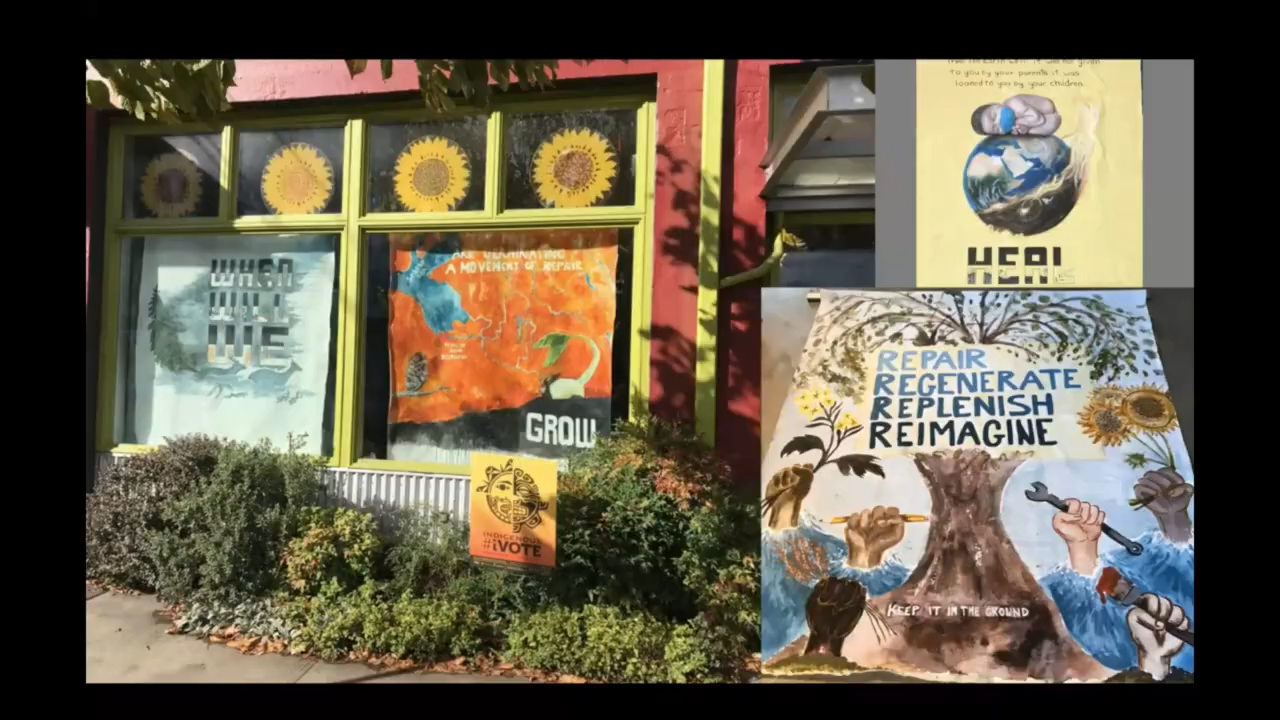 WHEN
WILL
WE
ARE GERMINATING
A MOVEMENT OF REPAIR
GROW
INDIGENOUS
#iVOTE
to you by your parents it was
loaned to you by your children.
HEAL
REPAIR
REGENERATE
REPLENISH
REIMAGINE
KEEP IT IN THE GROUND